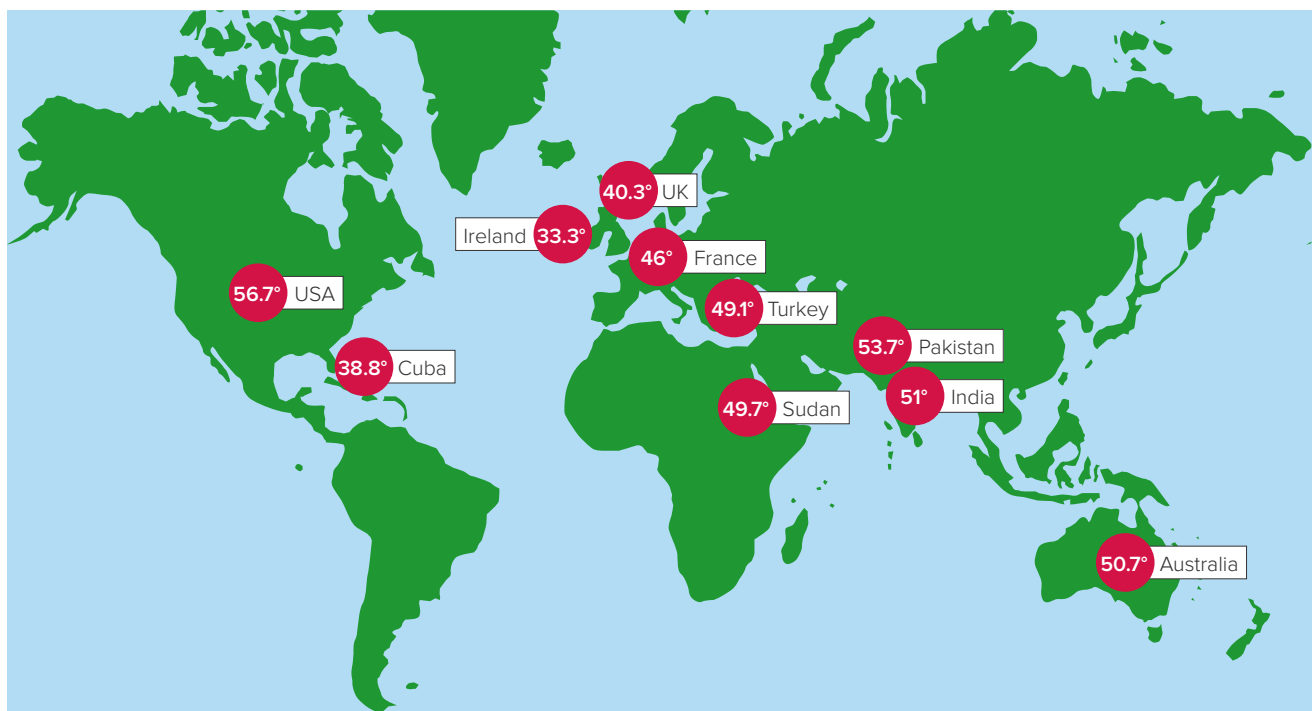 40.3° UK
Ireland 33.3°
46° France
56.7° USA
49.1° Turkey
53.7° Pakistan
38.8° Cuba
51° India
49.7° Sudan
50.7° Australia